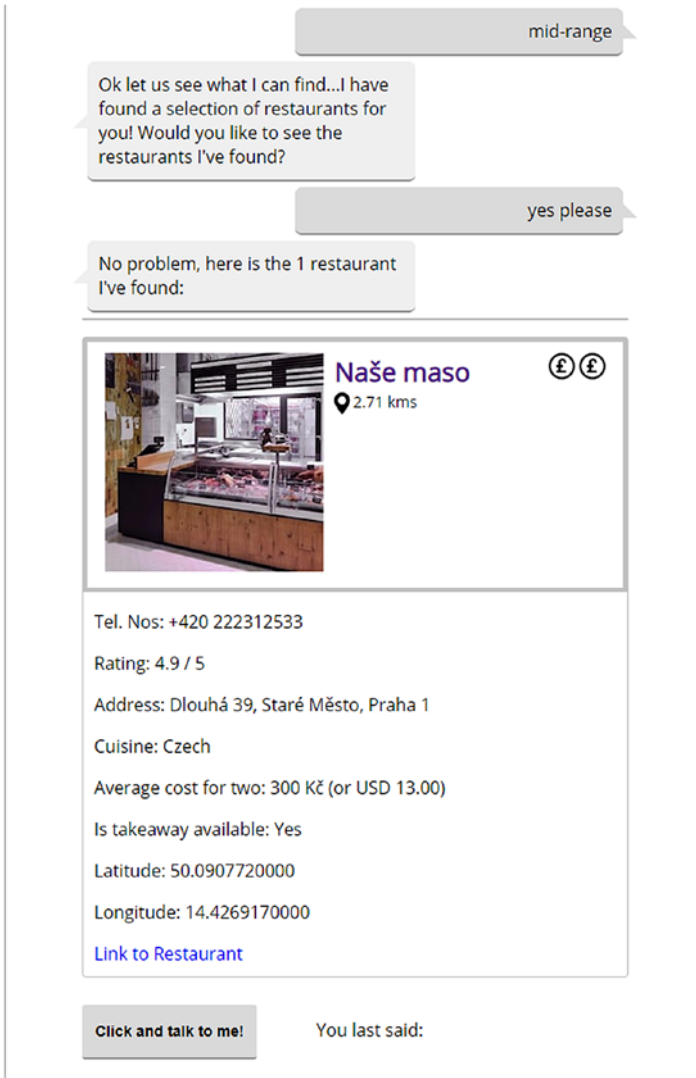 mid-range
Ok let us see what I can find...I have
found a selection of restaurants for
you! Would you like to see the
restaurants I've found?
yes please
No problem, here is the 1 restaurant
I've found:
Naše maso
££
2.71 kms
Tel. Nos: +420 222312533
Rating: 4.9 / 5
Address: Dlouhá 39, Staré Město, Praha 1
Cuisine: Czech
Average cost for two: 300 Kč (or USD 13.00)
Is takeaway available: Yes
Latitude: 50.0907720000
Longitude: 14.4269170000
Link to Restaurant
Click and talk to me!
You last said: